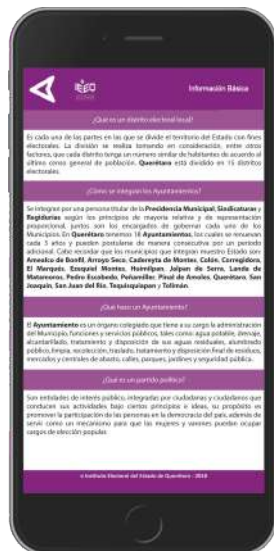 IEEQ
Información Básica
¿Qué es un distrito electoral local?
Es cada una de las partes en las que se divide el territorio del Estado con fines
electorales. La división se realiza tomando en consideración, entre otros
factores, que cada distrito tenga un número similar de habitantes de acuerdo al
último censo general de población. Querétaro está dividido en 15 distritos
electorales.
¿Cómo se integran los Ayuntamientos?
Se integran por una persona titular de la Presidencia Municipal, Sindicaturas y
Regidurías según los principios de mayoría relativa y de representación
proporcional, juntos son los encargados de gobernar cada uno de los
Municipios. En Querétaro tenemos 18 Ayuntamientos, los cuales se renuevan
cada 3 años y pueden postularse de manera consecutiva por un periodo
adicional. Cabe recordar que los municipios que integran nuestro Estado son:
Amealco de Bonfil, Arroyo Seco, Cadereyta de Montes, Colón, Corregidora,
El Marqués, Ezequiel Montes, Huimilpan, Jalpan de Serra, Landa de
Matamoros, Pedro Escobedo, Peñamiller, Pinal de Amoles, Querétaro, San
Joaquín, San Juan del Río, Tequisquiapan y Tolimán.
¿Qué hace un Ayuntamiento?
El Ayuntamiento es un órgano colegiado que tiene a su cargo la administración
del Municipio, funciones y servicios públicos, tales como agua potable, drenaje,
alcantarillado, tratamiento y disposición de sus aguas residuales, alumbrado
público, limpia, recolección, traslado, tratamiento y disposición final de residuos,
mercados y centrales de abasto, calles, parques, jardines y seguridad pública.
¿Qué es un partido político?
Son entidades de interés público, integradas por ciudadanas y ciudadanos que
conducen sus actividades bajo ciertos principios e ideas, su propósito es
promover la participación de las personas en la democracia del país, además de
servir como un mecanismo para que las mujeres y varones puedan ocupar
cargos de elección popular.
Instituto Electoral del Estado de Querétaro - 2018